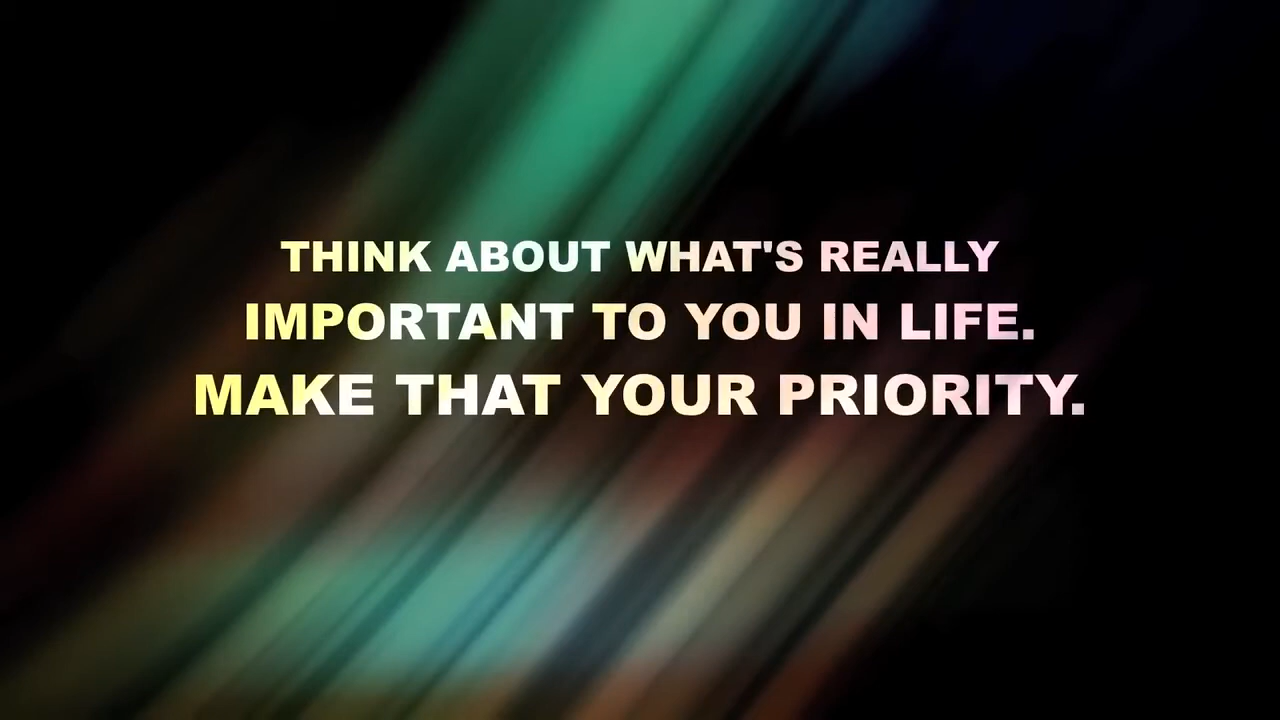 THINK ABOUT WHAT'S REALLY
IMPORTANT TO YOU IN LIFE.
MAKE THAT YOUR PRIORITY.